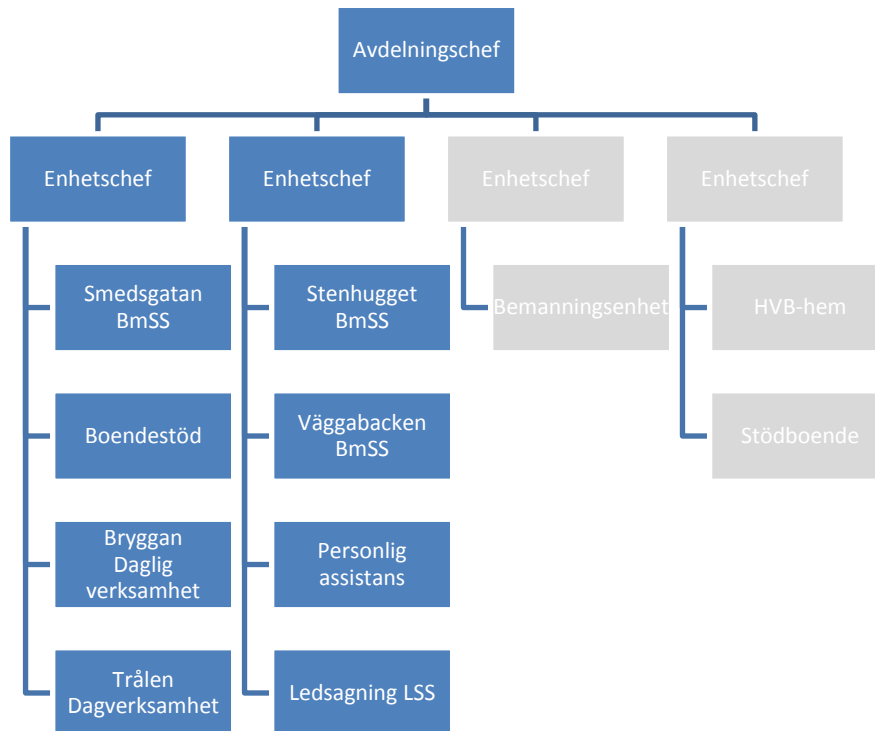 Avdelningschef
Enhetschef
Enhetschef
Enhetschef
Enhetschef
Smedsgatan
BmSS
Stenhugget
BmSS
Bemanningsenhet
HVB-hem
Boendestöd
Väggabacken
BmSS
Stödboende
Bryggan
Daglig
verksamhet
Personlig
assistans
Trålen
Dagverksamhet
Ledsagning LSS